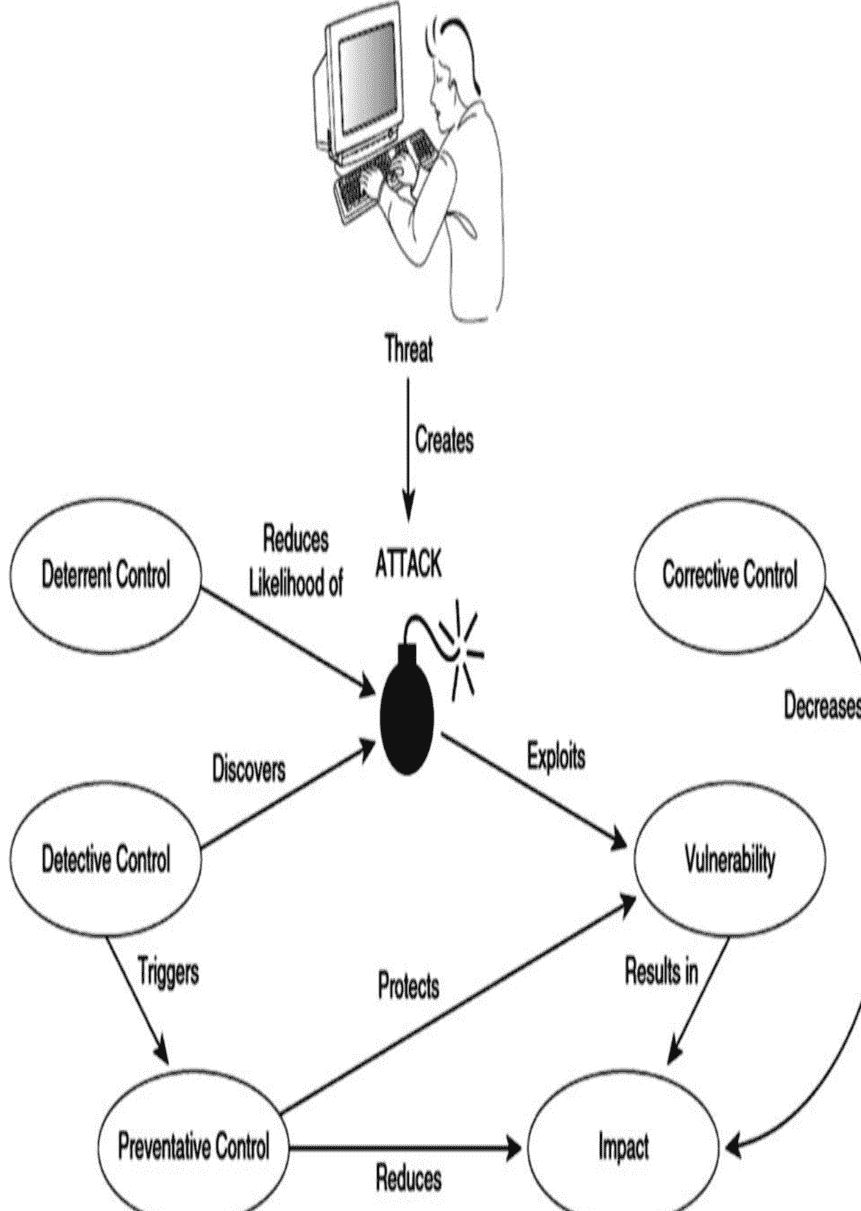 Threat
Creates
ATTACK
Reduces
Likelihood of
Deterrent Control
Corrective Control
Decreases
Discovers
Exploits
Detective Control
Vulnerability
Triggers
Protects
Results in
Preventative Control
Impact
Reduces